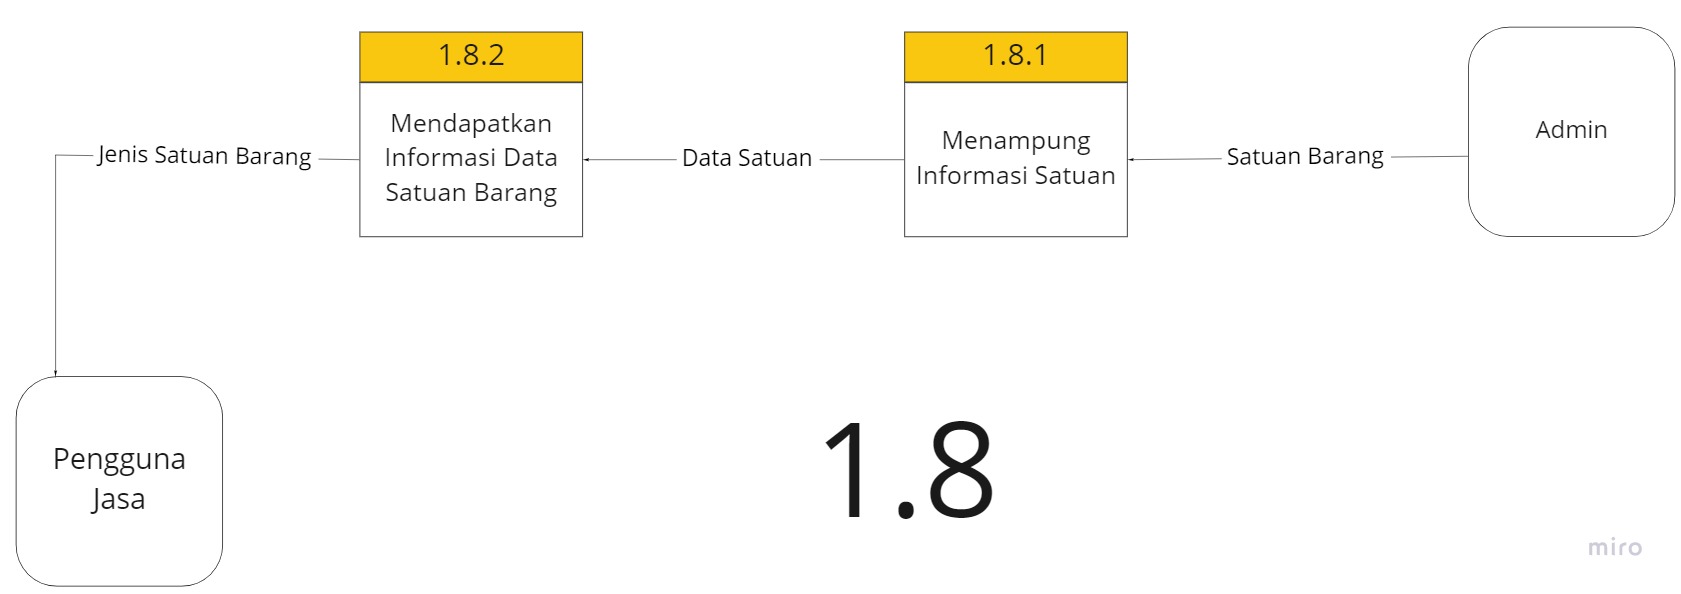 1.8.2
1.8.1
Mendapatkan
Informasi Data
Satuan Barang
Menampung
Informasi Satuan
Admin
Jenis Satuan Barang
Data Satuan
Satuan Barang
Pengguna
Jasa
1.8
miro